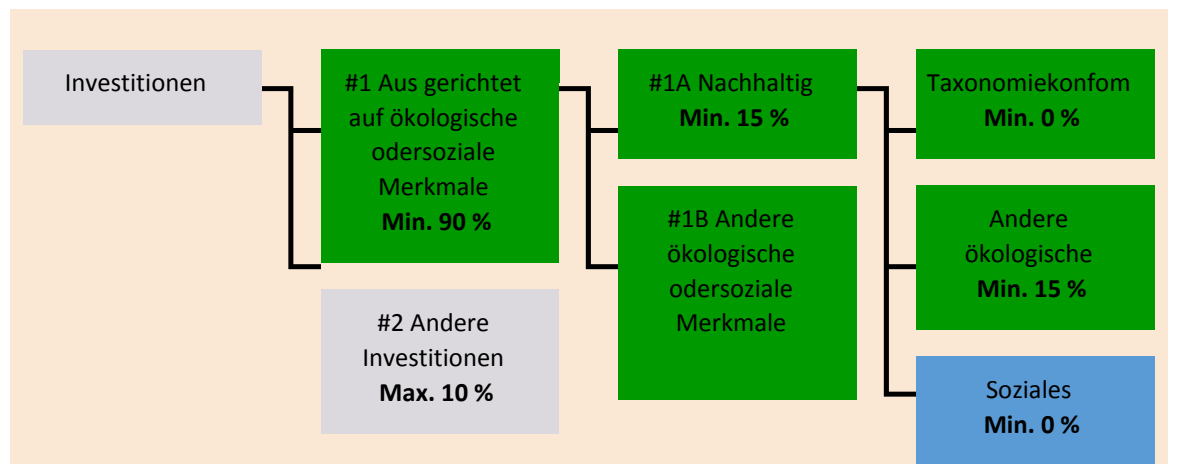 Investitionen
#1 Aus gerichtet
auf ökologische
odersoziale
Merkmale
Min. 90 %
#2 Andere
Investitionen
Max. 10 %
#1A Nachhaltig
Min. 15 %
#1B Andere
ökologische
odersoziale
Merkmale
Taxonomiekonfom
Min. 0 %
Andere
ökologische
Min. 15 %
Soziales
Min. 0 %